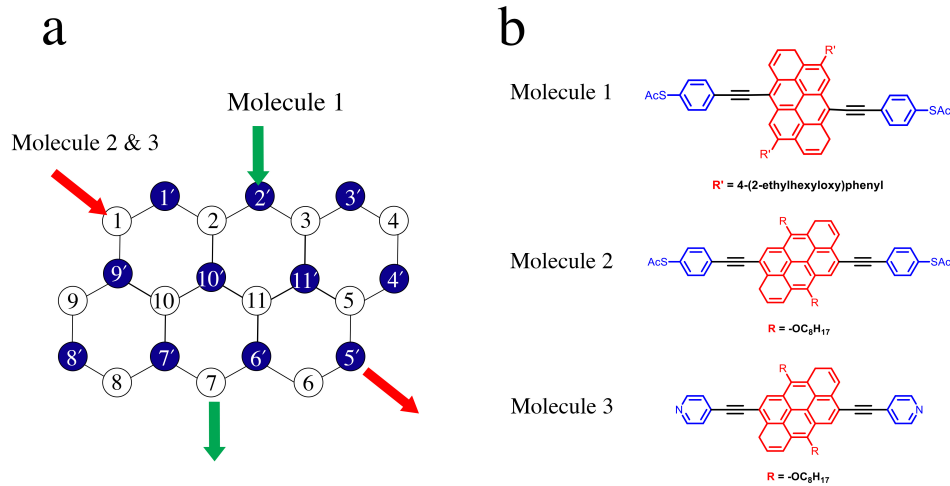 a
Molecule 1
Molecule 2 & 3
1′ 2′ 3′
1 2 3 4
9′ 10′ 11′ 4′
9 10 11 5
8′ 7′ 6′ 5′
8 7 6
b
Molecule 1
R'
AcS
SAc
R'
R' = 4-(2-ethylhexyloxy)phenyl
Molecule 2
R
AcS
SAc
R
R = -OC₈H₁₇
Molecule 3
R
N
N
R
R = -OC₈H₁₇